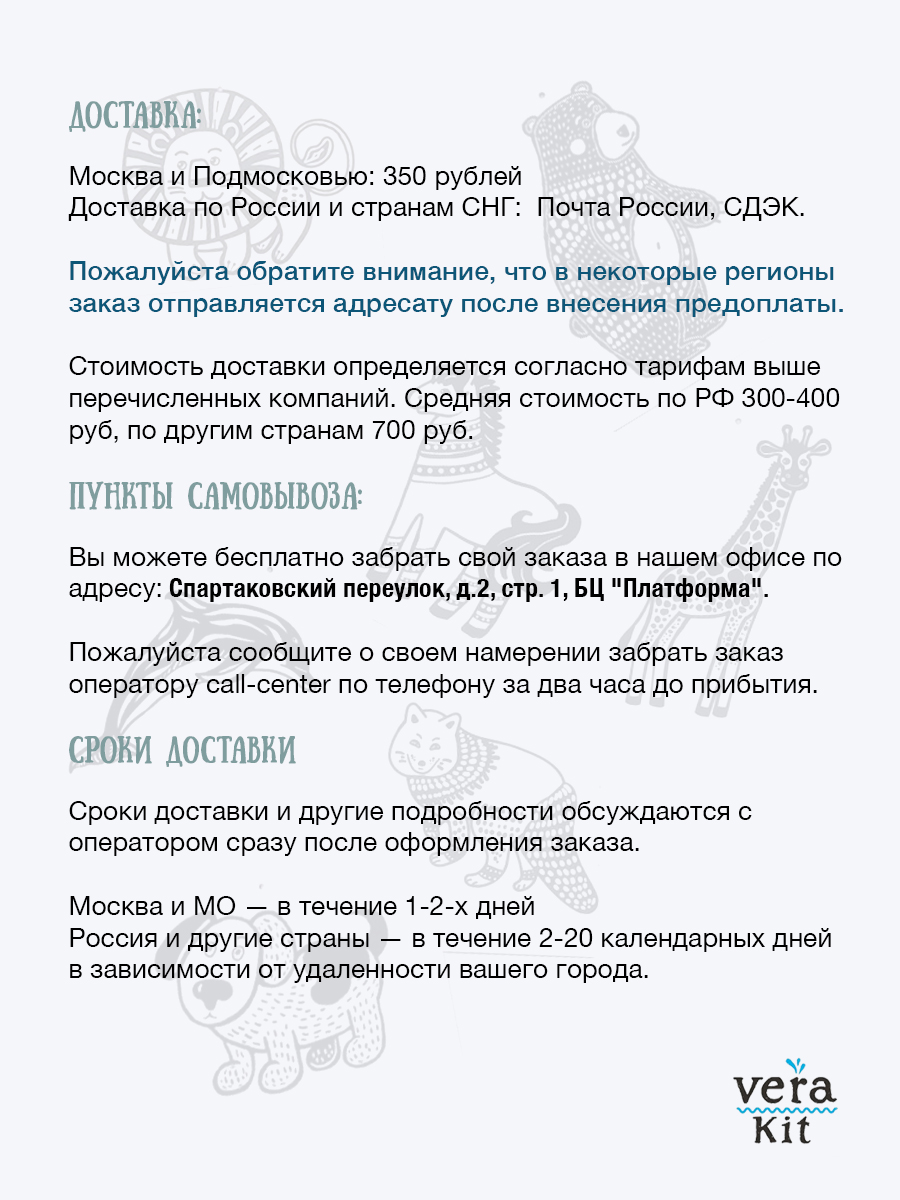 ДОСТАВКА:
Москва и Подмосковью: 350 рублей
Доставка по России и странам СНГ:  Почта России, СДЭК.
Пожалуйста обратите внимание, что в некоторые регионы
заказ отправляется адресату после внесения предоплаты.
Стоимость доставки определяется согласно тарифам выше
перечисленных компаний. Средняя стоимость по РФ 300-400
руб, по другим странам 700 руб.
ПУНКТЫ САМОВЫВОЗА:
Вы можете бесплатно забрать свой заказа в нашем офисе по
адресу: Спартаковский переулок, д.2, стр. 1, БЦ "Платформа".
Пожалуйста сообщите о своем намерении забрать заказ
оператору call-center по телефону за два часа до прибытия.
СРОКИ ДОСТАВКИ
Сроки доставки и другие подробности обсуждаются с
оператором сразу после оформления заказа.
Москва и МО — в течение 1-2-х дней
Россия и другие страны — в течение 2-20 календарных дней
в зависимости от удаленности вашего города.
vera
Kit